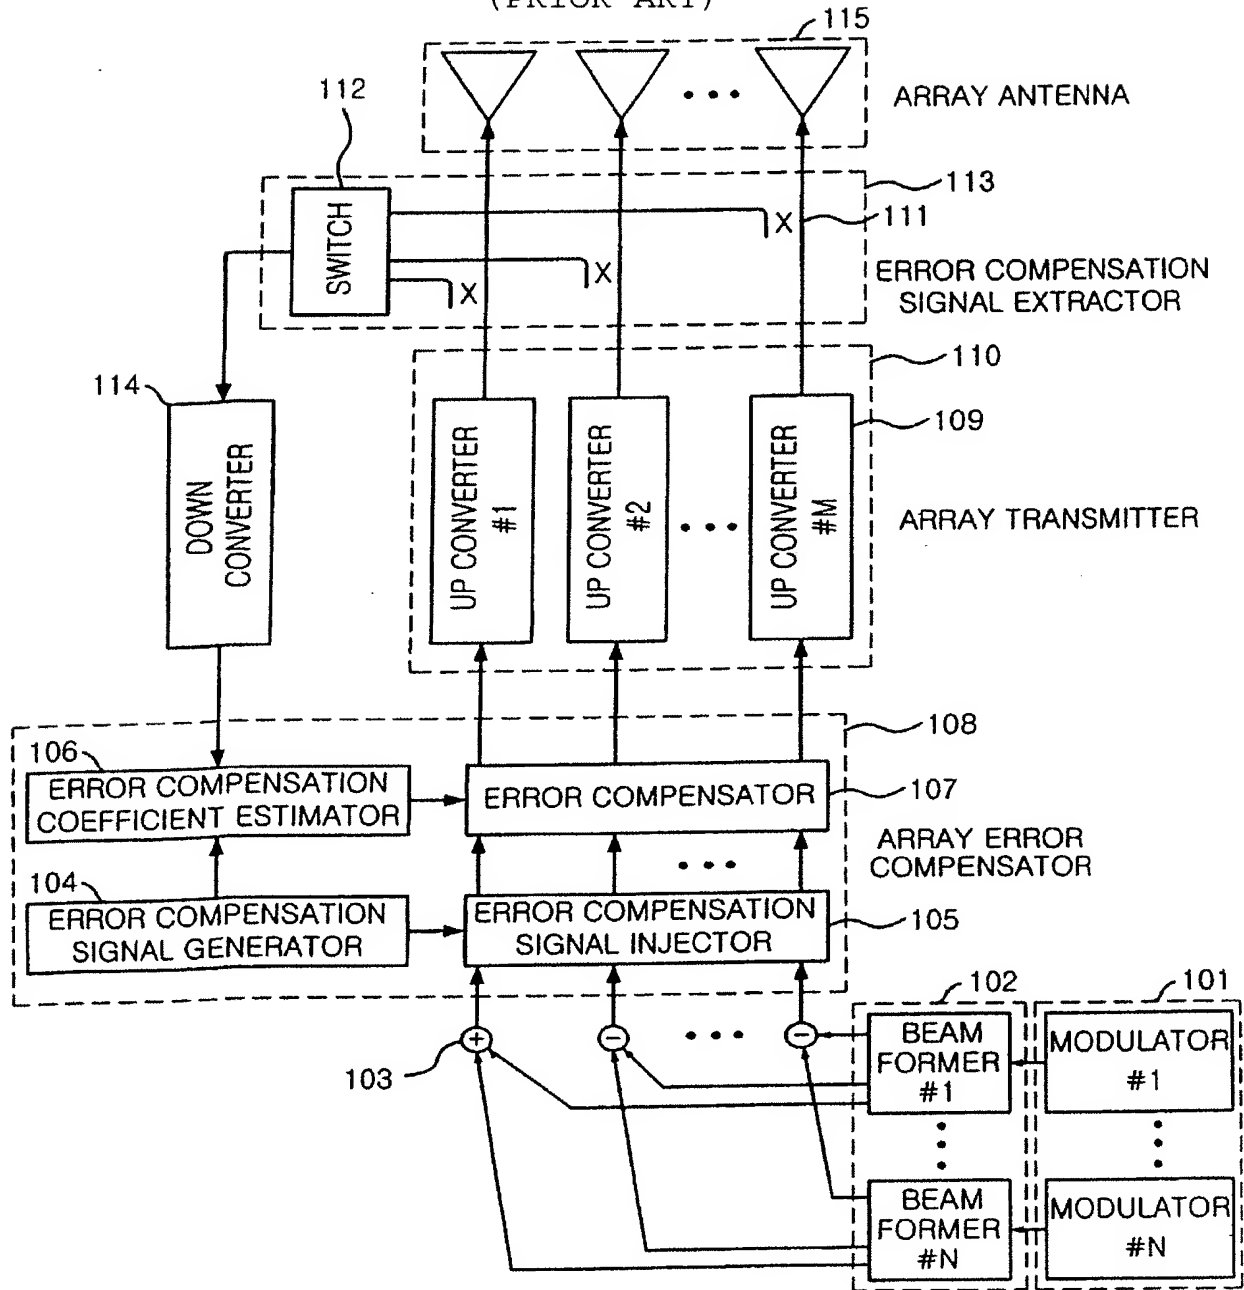 (PRIOR ART)
115
ARRAY ANTENNA
112
113
SWITCH
X
111
X
X
ERROR COMPENSATION
SIGNAL EXTRACTOR
110
114
109
DOWN
CONVERTER
UP CONVERTER
#1
UP CONVERTER
#2
UP CONVERTER
#M
ARRAY TRANSMITTER
108
106
ERROR COMPENSATION
COEFFICIENT ESTIMATOR
ERROR COMPENSATOR
107
ARRAY ERROR
COMPENSATOR
104
ERROR COMPENSATION
SIGNAL GENERATOR
ERROR COMPENSATION
SIGNAL INJECTOR
105
102
101
103
+
−
−
BEAM
FORMER
#1
MODULATOR
#1
BEAM
FORMER
#N
MODULATOR
#N